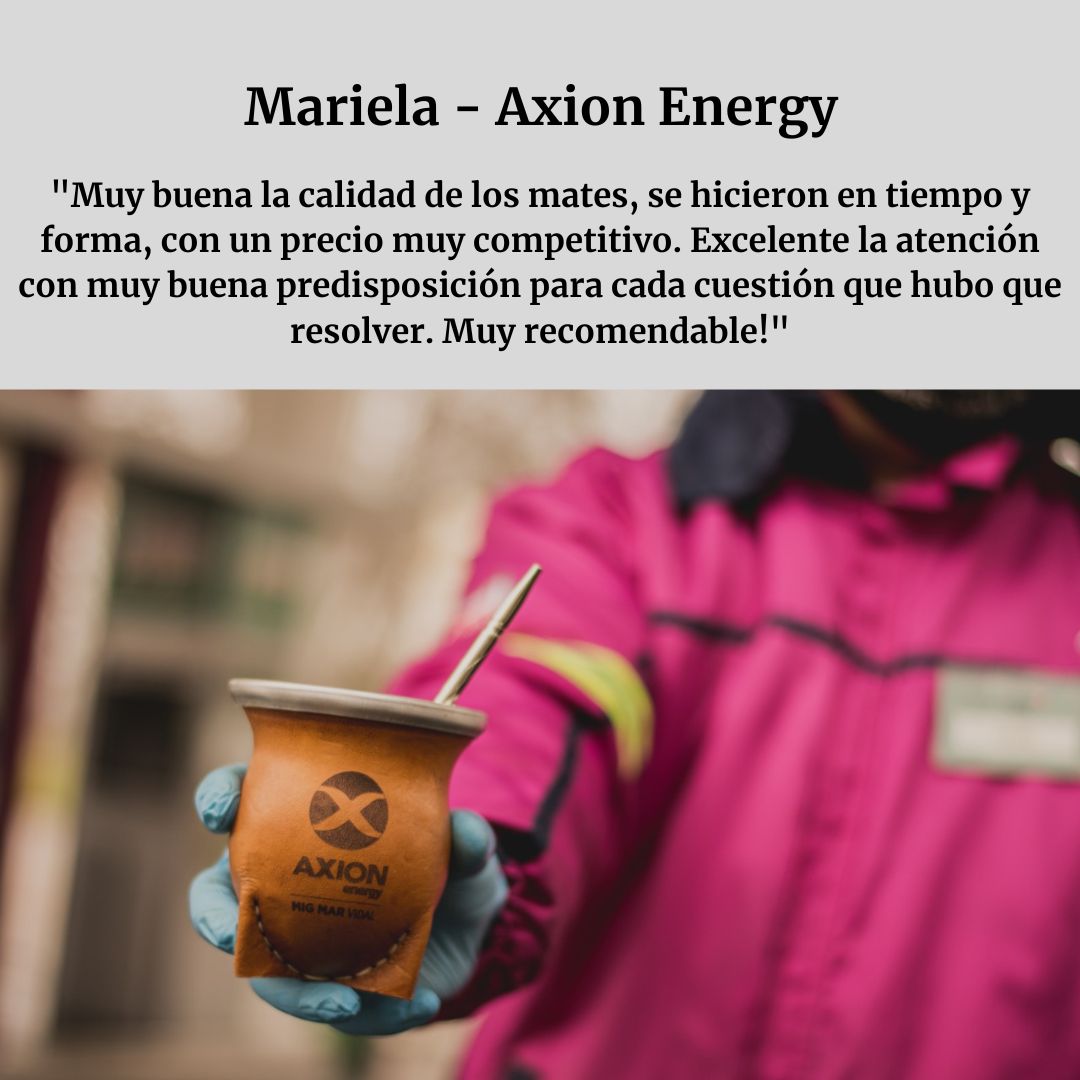 Mariela - Axion Energy
"Muy buena la calidad de los mates, se hicieron en tiempo y
forma, con un precio muy competitivo. Excelente la atención
con muy buena predisposición para cada cuestión que hubo que
resolver. Muy recomendable!"
AXION
energy
MIG MAR VIDAL